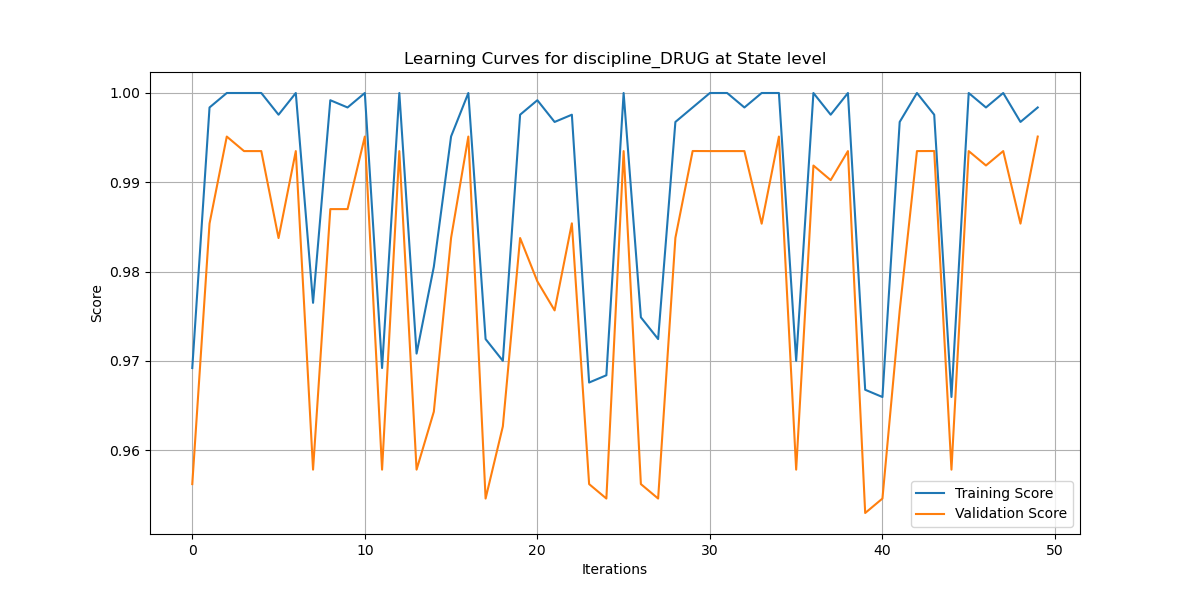 Learning Curves for discipline_DRUG at State level
Score
1.00
0.99
0.98
0.97
0.96
0
10
20
30
40
50
Iterations
Training Score
Validation Score